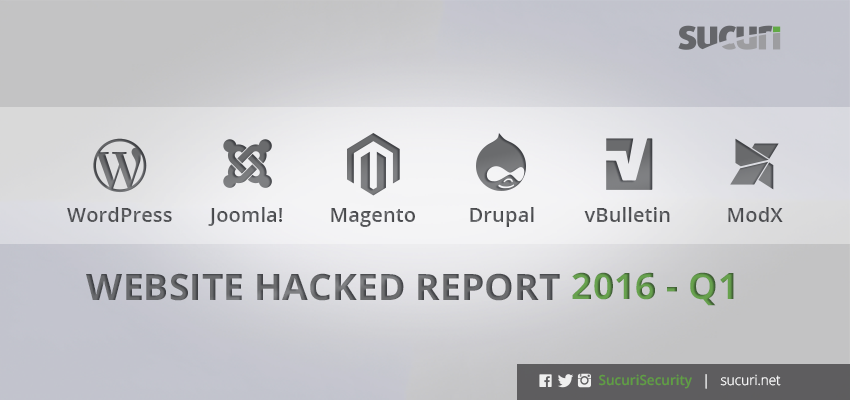 sucuri
WordPress Joomla! Magento Drupal vBulletin ModX
WEBSITE HACKED REPORT 2016 - Q1
SucuriSecurity | sucuri.net